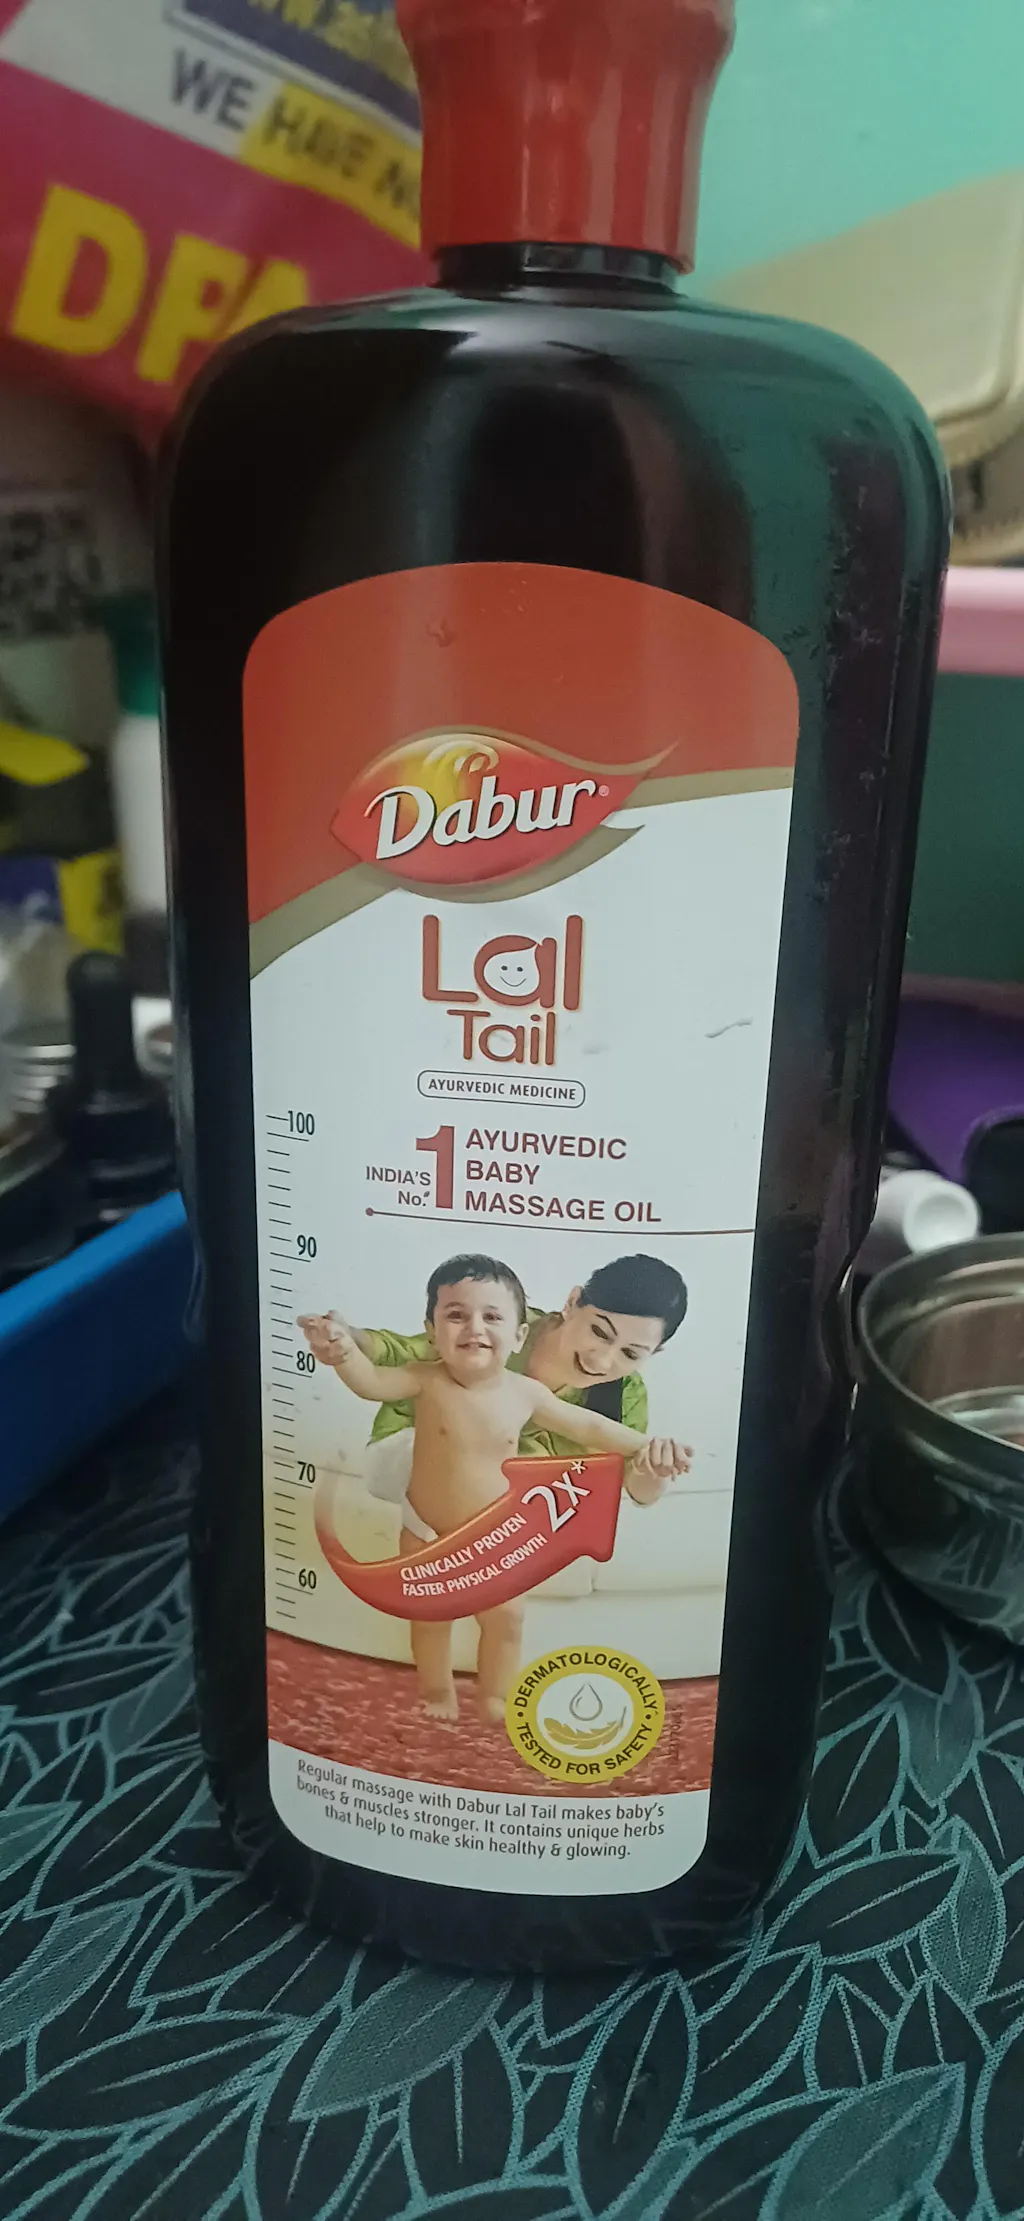 WE HAVE N
DPA
Dabur®
Lal
Tail
AYURVEDIC MEDICINE
INDIA'S
No.
1
AYURVEDIC
BABY
MASSAGE OIL
100
90
80
70
60
CLINICALLY PROVEN
FASTER PHYSICAL GROWTH
2x*
DERMATOLOGICALLY
TESTED FOR SAFETY
Regular massage with Dabur Lal Tail makes baby's
bones & muscles stronger. It contains unique herbs
that help to make skin healthy & glowing.